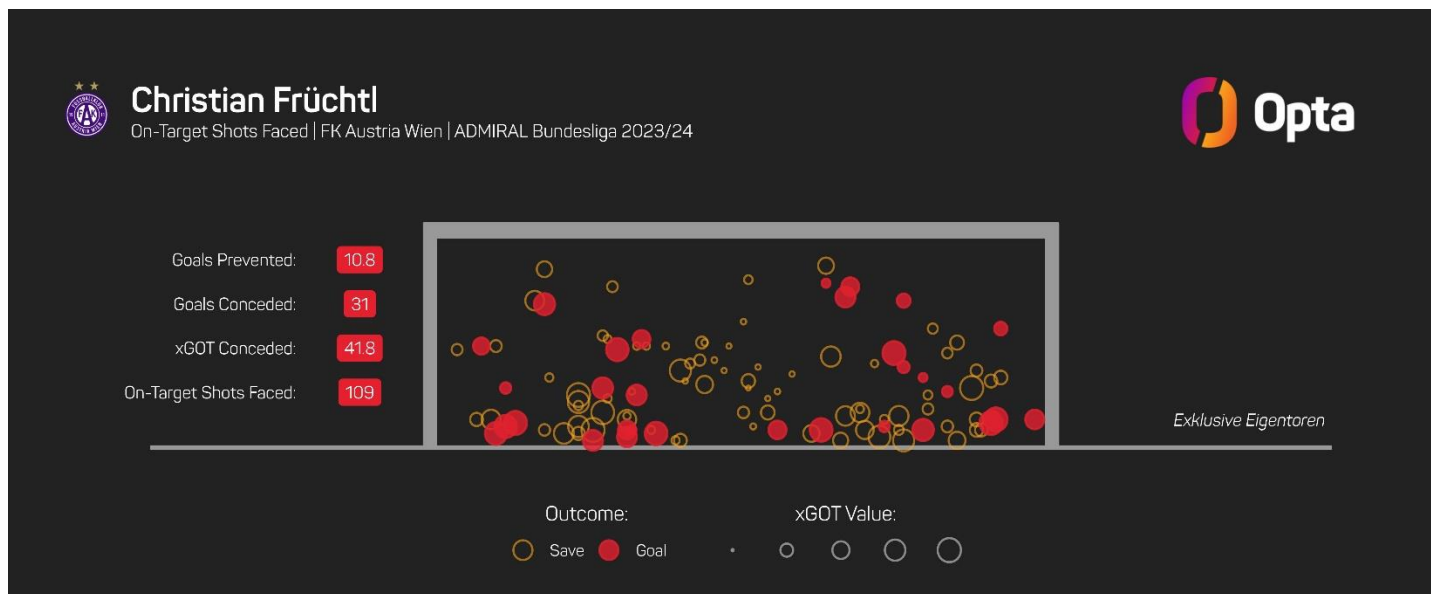 Christian Früchtl
On-Target Shots Faced | FK Austria Wien | ADMIRAL Bundesliga 2023/24
Opta
Goals Prevented: 10.8
Goals Conceded: 31
xGOT Conceded: 41.8
On-Target Shots Faced: 109
Exklusive Eigentoren
Outcome:
Save
Goal
xGOT Value: